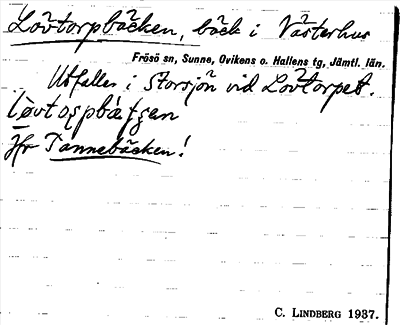 Lövtorpbäcken, bäck i Västerhus
Frösö sn, Sunne, Ovikens o. Hallens tg, Jämtl. län.
Utfaller i Storsjön vid Lövtorpet.
Jfr Tannebäcken!
C. LINDBERG 1937.